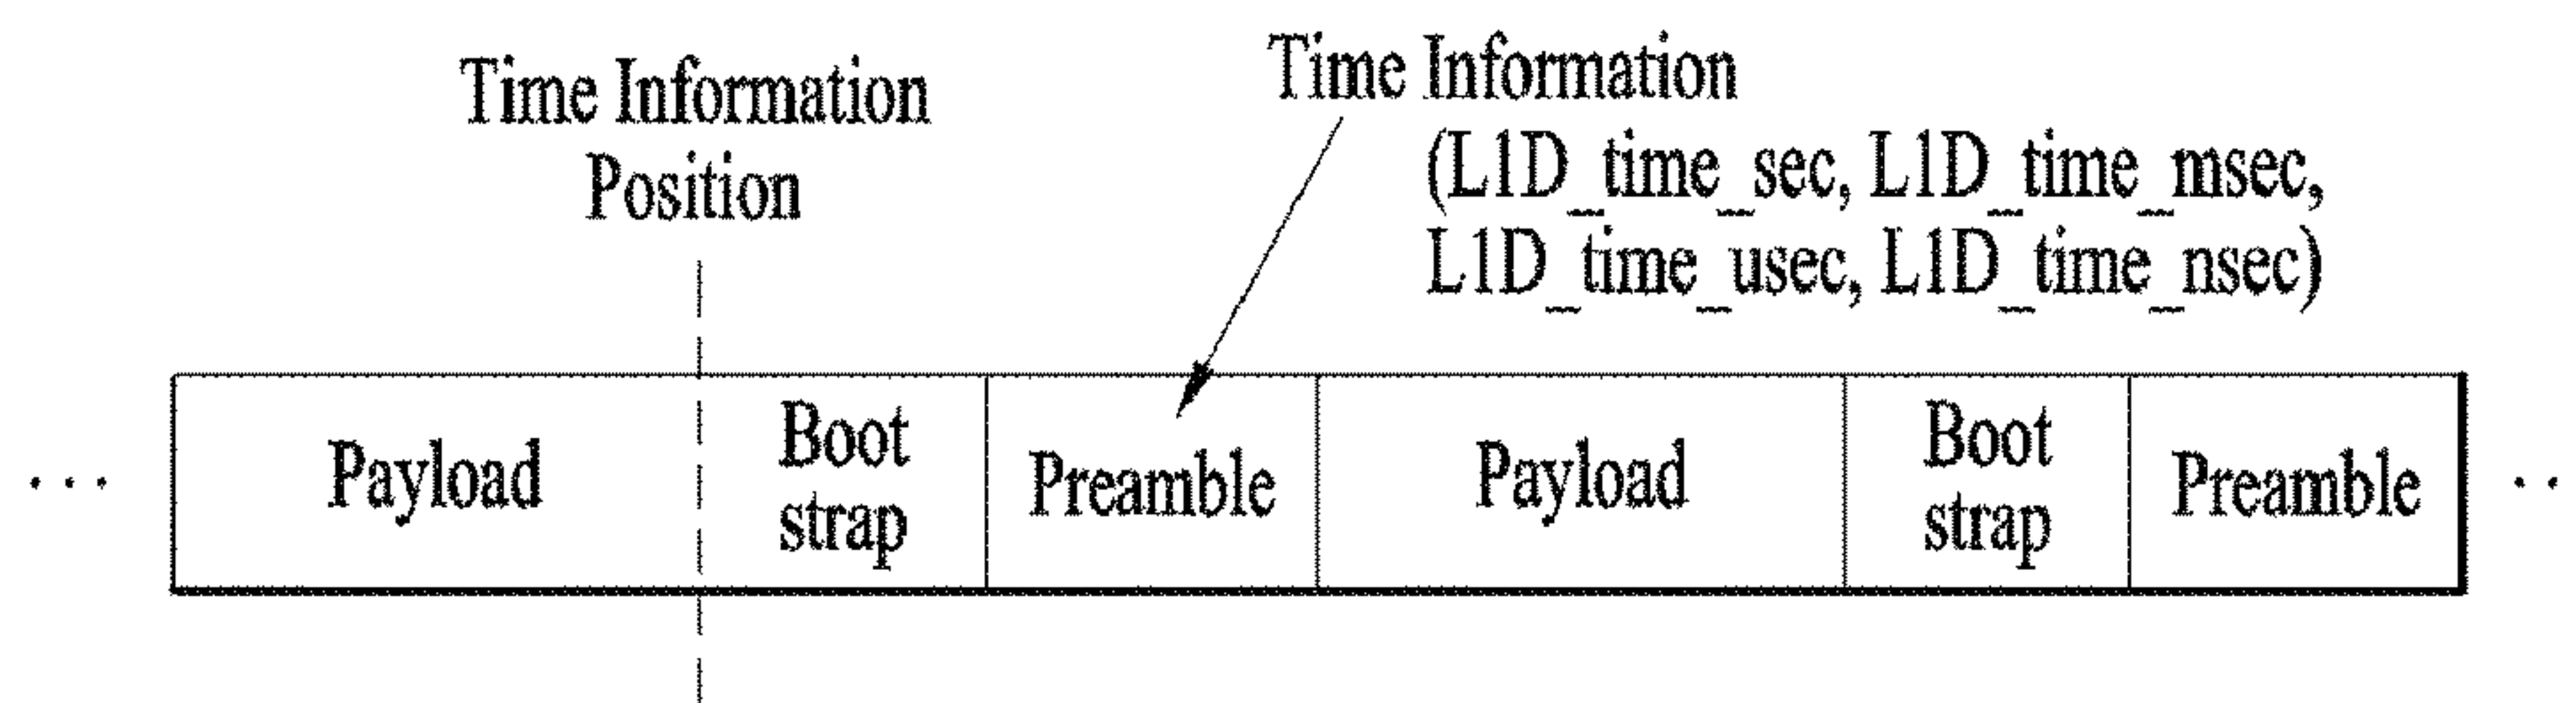 Time Information
Position
Time Information
(L1D_time_sec, L1D_time_msec,
L1D_time_usec, L1D_time_nsec)
... Payload Boot strap Preamble Payload Boot strap Preamble ..